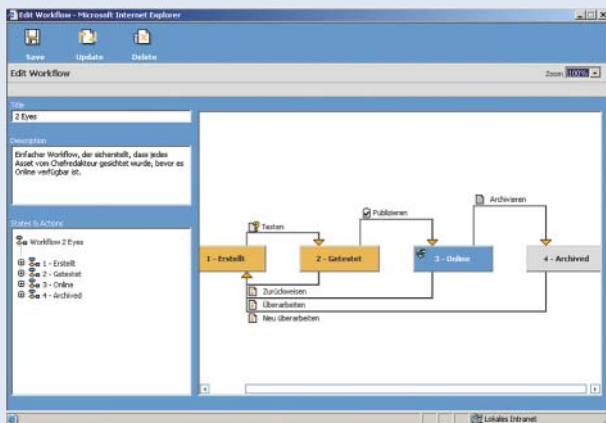 Edit Workflow - Microsoft Internet Explorer
Save Update Delete
Edit Workflow
Zoom 100%
Title
2 Eyes
Description
Einfacher Workflow, der sicherstellt, dass jedes
Asset vom Chefredakteur gesichtet wurde, bevor es
Online verfügbar ist.
States & Actions
Workflow 2 Eyes
1 - Erstellt
2 - Getestet
3 - Online
4 - Archived
Archivieren
Publizieren
Testen
1 - Erstellt 2 - Getestet 3 - Online 4 - Archived
Zurückweisen
Überarbeiten
Neu überarbeiten
Lokales Intranet